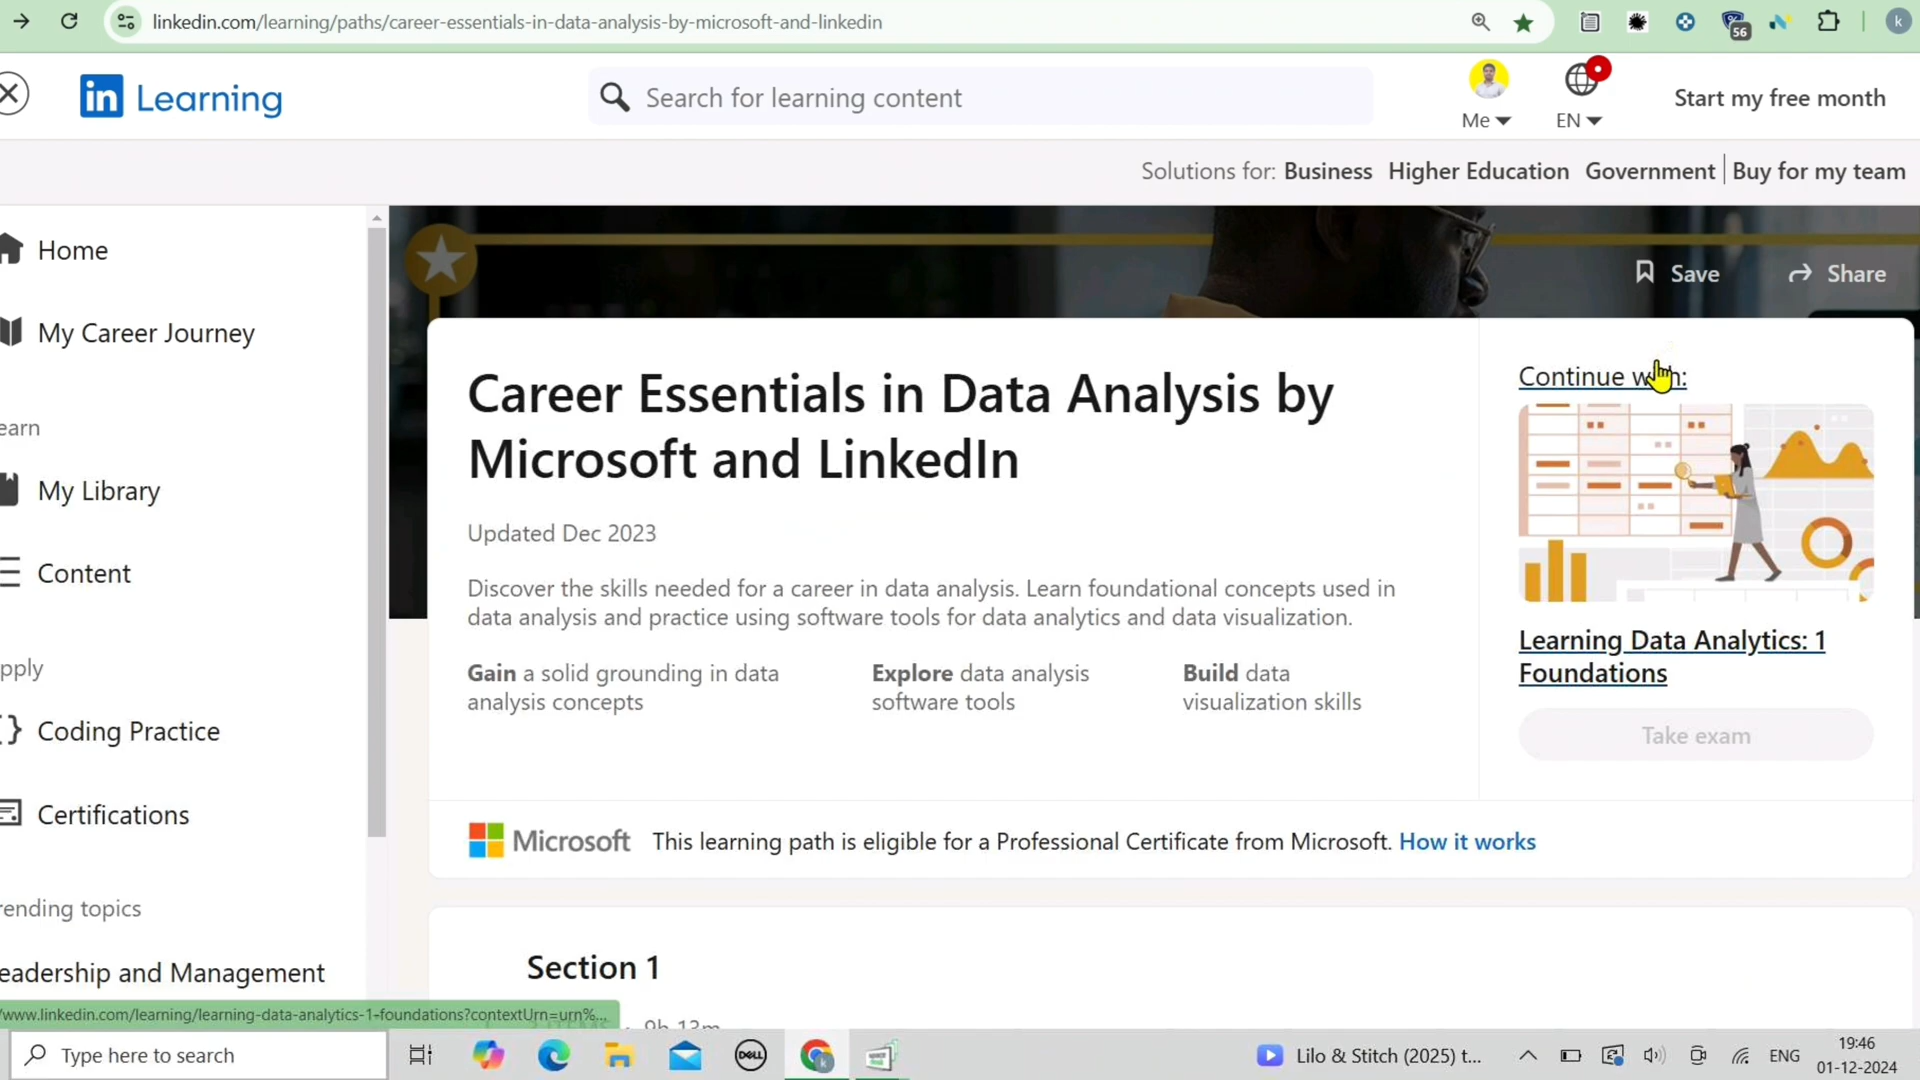 linkedin.com/learning/paths/career-essentials-in-data-analysis-by-microsoft-and-linkedin
56
k
in Learning
Search for learning content
Me
EN
Start my free month
Solutions for: Business Higher Education Government Buy for my team
Home
My Career Journey
earn
My Library
Content
pply
Coding Practice
Certifications
rending topics
eadership and Management
Save
Share
Career Essentials in Data Analysis by
Microsoft and LinkedIn
Updated Dec 2023
Discover the skills needed for a career in data analysis. Learn foundational concepts used in
data analysis and practice using software tools for data analytics and data visualization.
Gain a solid grounding in data
analysis concepts
Explore data analysis
software tools
Build data
visualization skills
Continue with:
Learning Data Analytics: 1
Foundations
Take exam
Microsoft This learning path is eligible for a Professional Certificate from Microsoft. How it works
Section 1
9h 13m
/www.linkedin.com/learning/learning-data-analytics-1-foundations?contextUrn=urn%...
Type here to search
DELL
Lilo & Stitch (2025) t...
ENG
19:46
01-12-2024